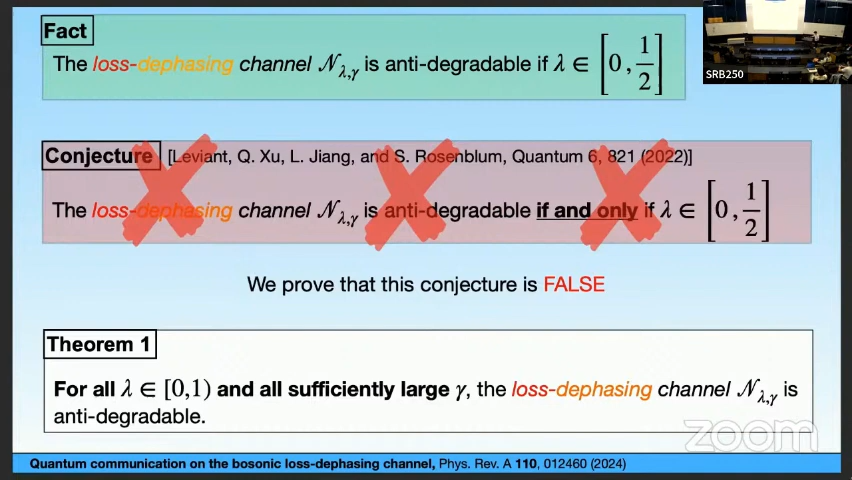 Fact
The loss-dephasing channel 𝒩λ,γ is anti-degradable if λ ∈ [0, 1/2]
SRB250
Conjecture [Leviant, Q. Xu, L. Jiang, and S. Rosenblum, Quantum 6, 821 (2022)]
The loss-dephasing channel 𝒩λ,γ is anti-degradable if and only if λ ∈ [0, 1/2]
We prove that this conjecture is FALSE
Theorem 1
For all λ ∈ [0,1) and all sufficiently large γ, the loss-dephasing channel 𝒩λ,γ is
anti-degradable.
zoom
Quantum communication on the bosonic loss-dephasing channel, Phys. Rev. A 110, 012460 (2024)